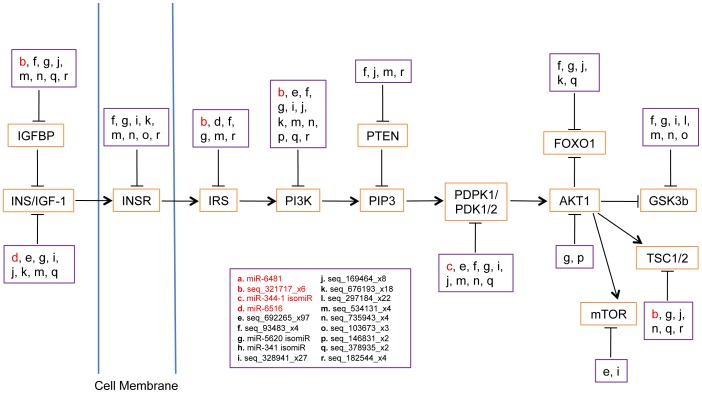 b, f, g, j,
m, n, q, r
IGFBP
INS/IGF-1
d, e, g, i,
j, k, m, q
f, g, i, k,
m, n, o, r
INSR
Cell Membrane
b, d, f,
g, m, r
IRS
b, e, f,
g, i, j,
k, m, n,
p, q, r
PI3K
f, j, m, r
PTEN
PIP3
PDPK1/
PDK1/2
c, e, f, g, i,
j, m, n, q
f, g, j,
k, q
FOXO1
AKT1
g, p
f, g, i, l,
m, n, o
GSK3b
TSC1/2
b, g, j,
n, q, r
mTOR
e, i
a. miR-6481
b. seq_321717_x6
c. miR-344-1 isomiR
d. miR-6516
e. seq_692265_x97
f. seq_93483_x4
g. miR-5620 isomiR
h. miR-341 isomiR
i. seq_328941_x27
j. seq_169464_x8
k. seq_676193_x18
l. seq_297184_x22
m. seq_534131_x4
n. seq_735943_x4
o. seq_103673_x3
p. seq_146831_x2
q. seq_378935_x2
r. seq_182544_x4